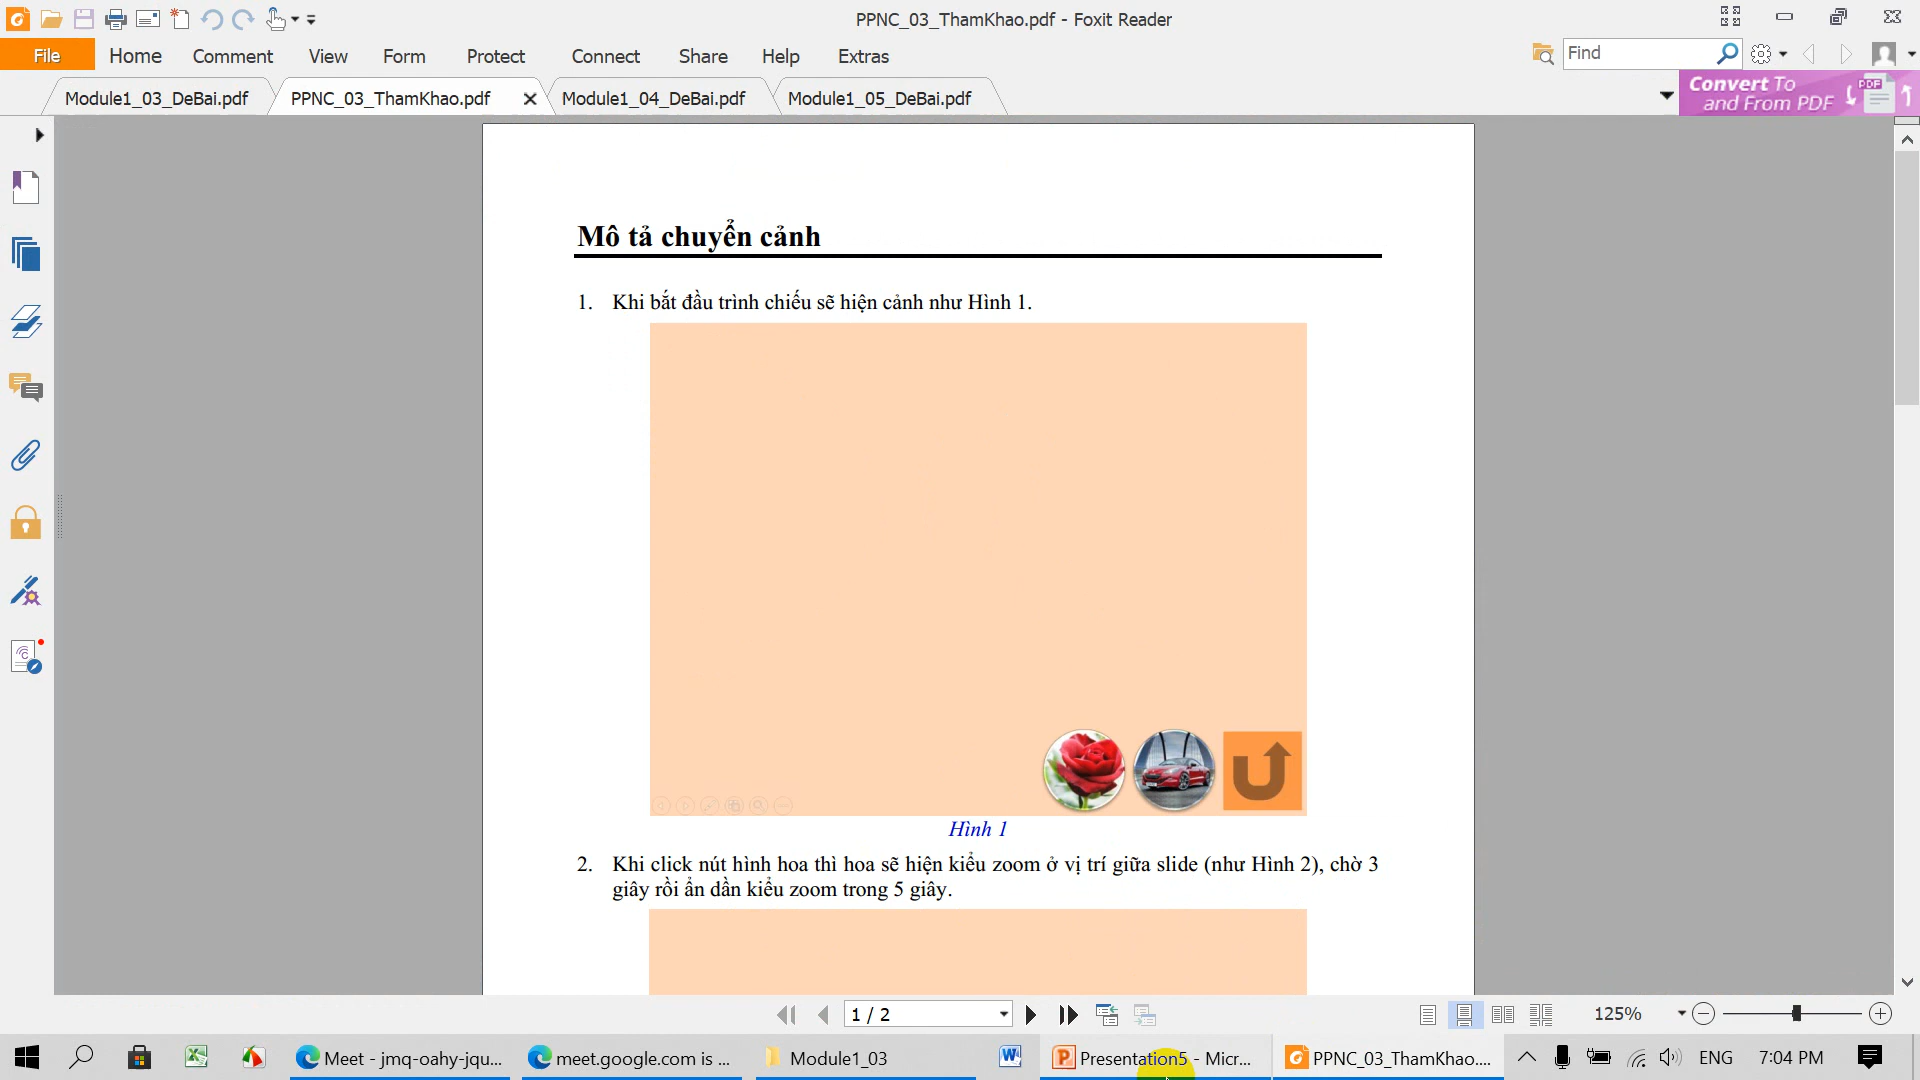 PPNC_03_ThamKhao.pdf - Foxit Reader
File Home Comment View Form Protect Connect Share Help Extras
Find
Module1_03_DeBai.pdf PPNC_03_ThamKhao.pdf Module1_04_DeBai.pdf Module1_05_DeBai.pdf
Convert To
and From PDF
PDF
Mô tả chuyển cảnh
1. Khi bắt đầu trình chiếu sẽ hiện cảnh như Hình 1.
Hình 1
2. Khi click nút hình hoa thì hoa sẽ hiện kiểu zoom ở vị trí giữa slide (như Hình 2), chờ 3
giây rồi ẩn dần kiểu zoom trong 5 giây.
1 / 2
125%
Meet - jmq-oahy-jqu... meet.google.com is ... Module1_03 Presentation5 - Micr... PPNC_03_ThamKhao.... ENG 7:04 PM